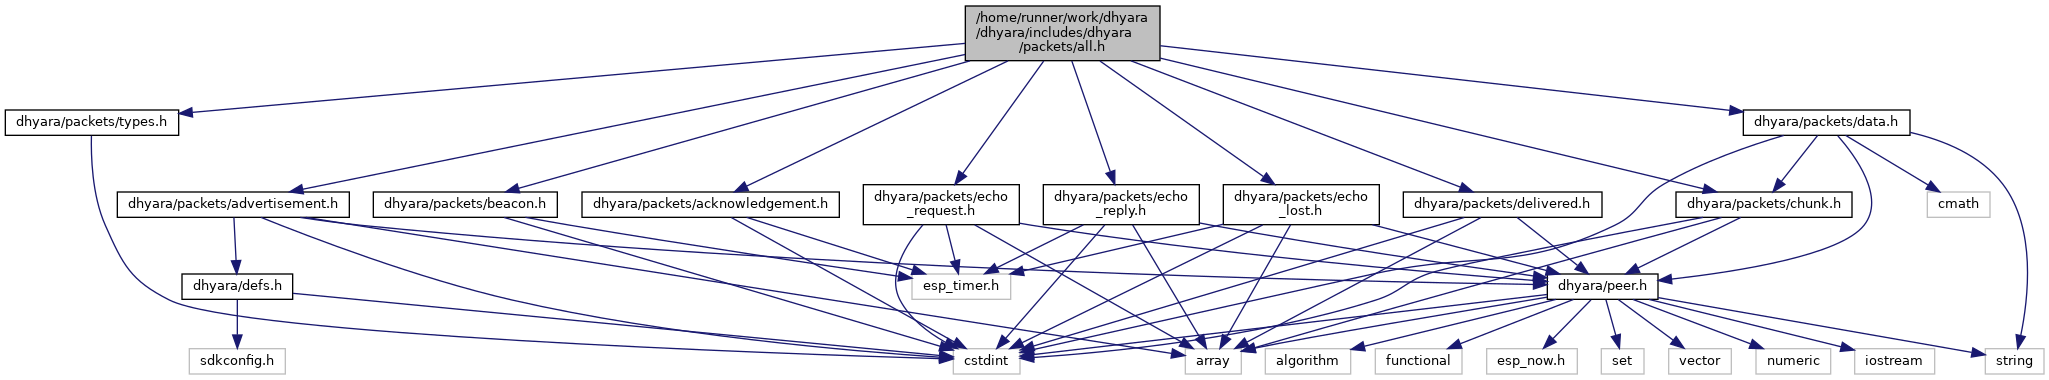 /home/runner/work/dhyara
/dhyara/includes/dhyara
/packets/all.h
dhyara/packets/types.h
dhyara/packets/data.h
dhyara/packets/advertisement.h
dhyara/packets/beacon.h
dhyara/packets/acknowledgement.h
dhyara/packets/echo
_request.h
dhyara/packets/echo
_reply.h
dhyara/packets/echo
_lost.h
dhyara/packets/delivered.h
dhyara/packets/chunk.h
cmath
dhyara/defs.h
esp_timer.h
dhyara/peer.h
sdkconfig.h
cstdint
array
algorithm
functional
esp_now.h
set
vector
numeric
iostream
string